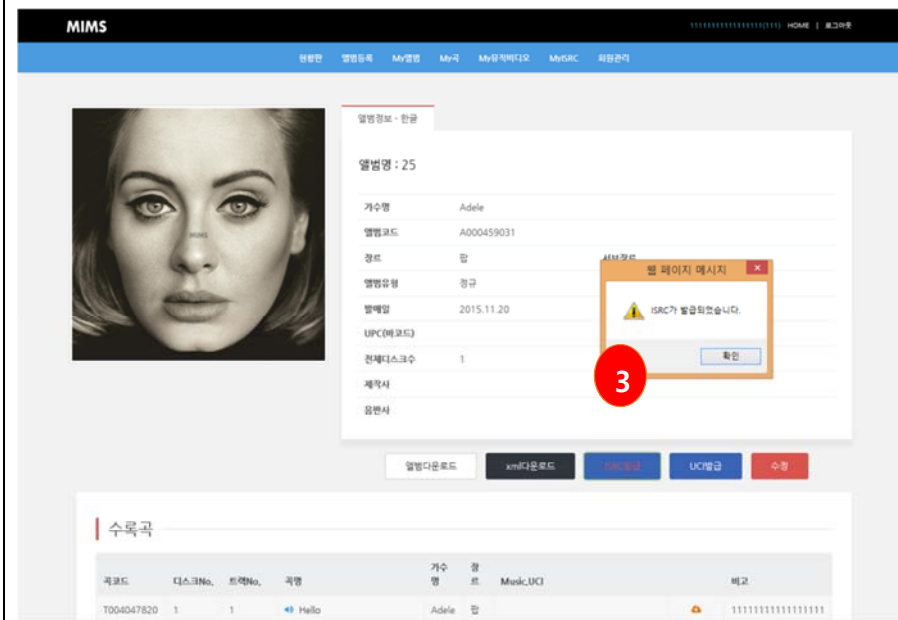 MIMS
1111111111111111(111) HOME | 로그아웃
현황판 앨범등록 My앨범 My곡 My뮤직비디오 MyISRC 회원관리
앨범정보 - 한글
앨범명 : 25
가수명 Adele
앨범코드 A000459031
장르 팝 서브장르
앨범유형 정규
발매일 2015.11.20
UPC(바코드)
전체디스크수 1
제작사
음반사
MIMS
웹 페이지 메시지
ISRC가 발급되었습니다.
확인
3
앨범다운로드 xml다운로드 ISRC발급 UCI발급 수정
수록곡
곡코드 디스크No, 트랙No, 곡명 가수명 장르 Music_UCI 비고
T004047820 1 1 Hello Adele 팝 11111111111111111